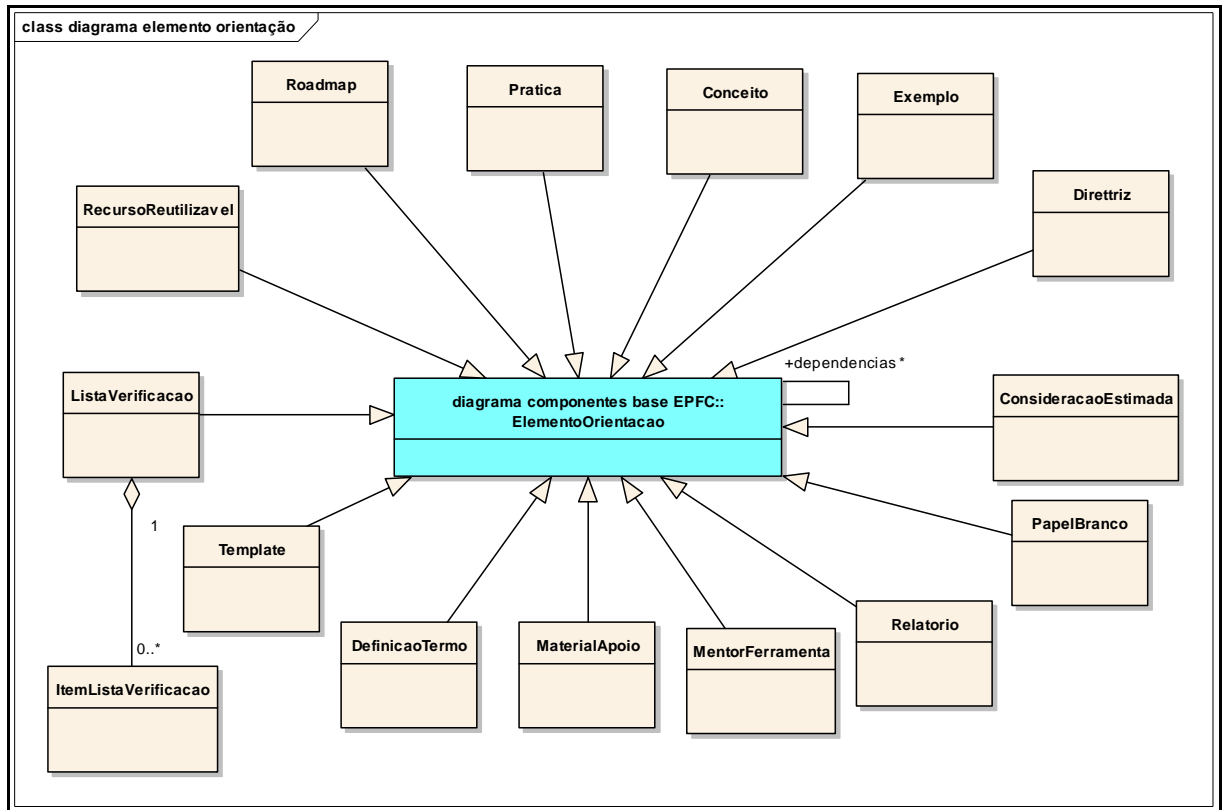 class diagrama elemento orientação
Roadmap
Pratica
Conceito
Exemplo
Direttriz
RecursoReutilizavel
+dependencias *
ListaVerificacao
diagrama componentes base EPFC::
ElementoOrientacao
ConsideracaoEstimada
1
Template
PapelBranco
DefinicaoTermo
MaterialApoio
MentorFerramenta
Relatorio
0..*
ItemListaVerificacao